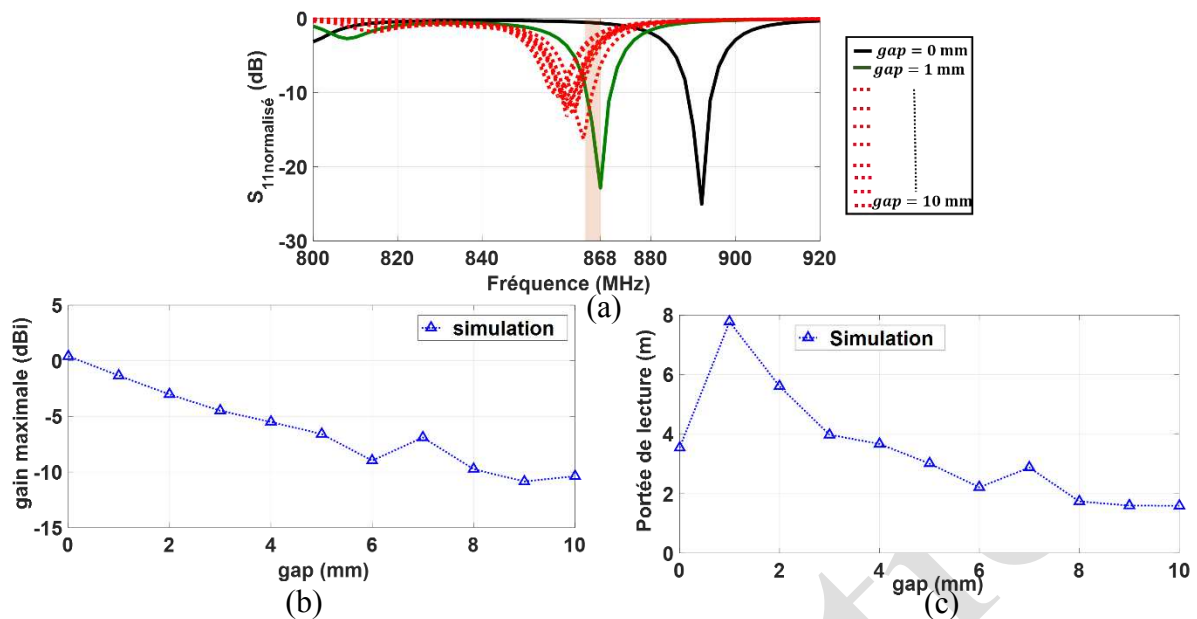 0
-10
-20
-30
S11normalisé (dB)
800 820 840 868 880 900 920
Fréquence (MHz)
gap = 0 mm
gap = 1 mm
gap = 10 mm
(a)
5
0
-5
-10
-15
gain maximale (dBi)
simulation
0 2 4 6 8 10
gap (mm)
(b)
8
6
4
2
0
Portée de lecture (m)
Simulation
0 2 4 6 8 10
gap (mm)
(c)